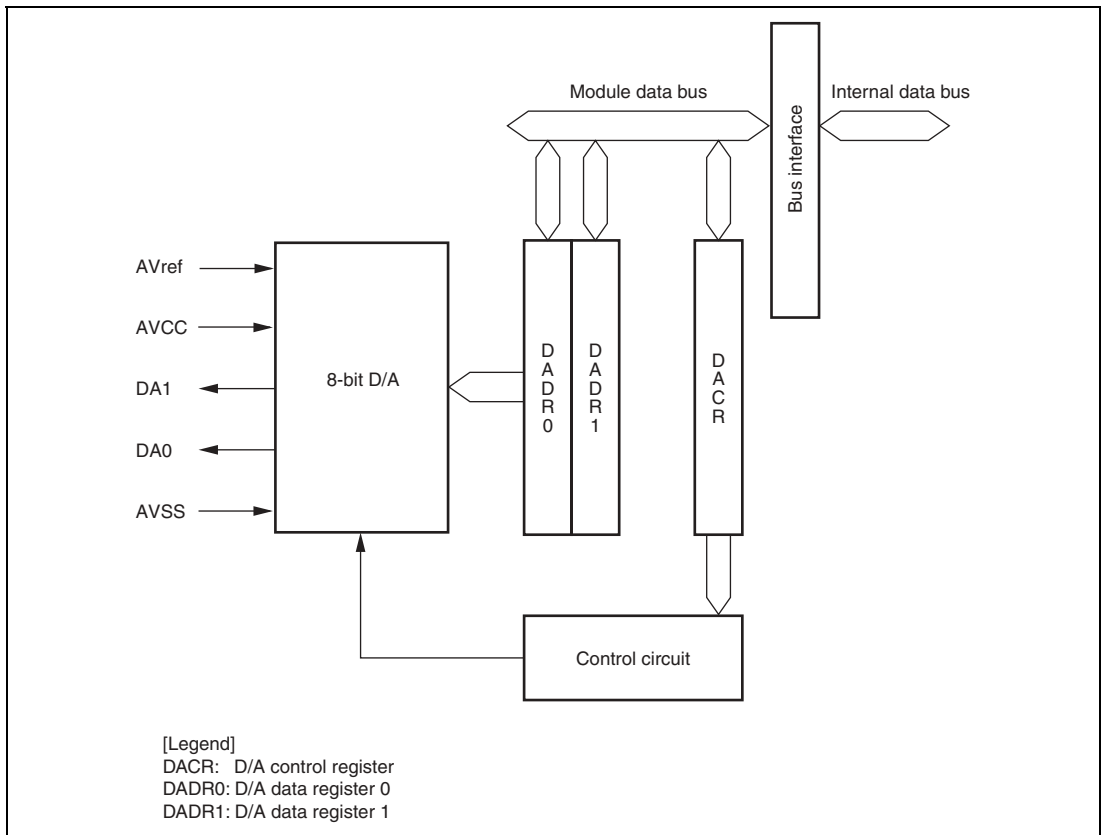 Module data bus
Internal data bus
Bus interface
AVref
AVCC
DA1
DA0
AVSS
8-bit D/A
DADR0
DADR1
DACR
Control circuit
[Legend]
DACR: D/A control register
DADR0: D/A data register 0
DADR1: D/A data register 1